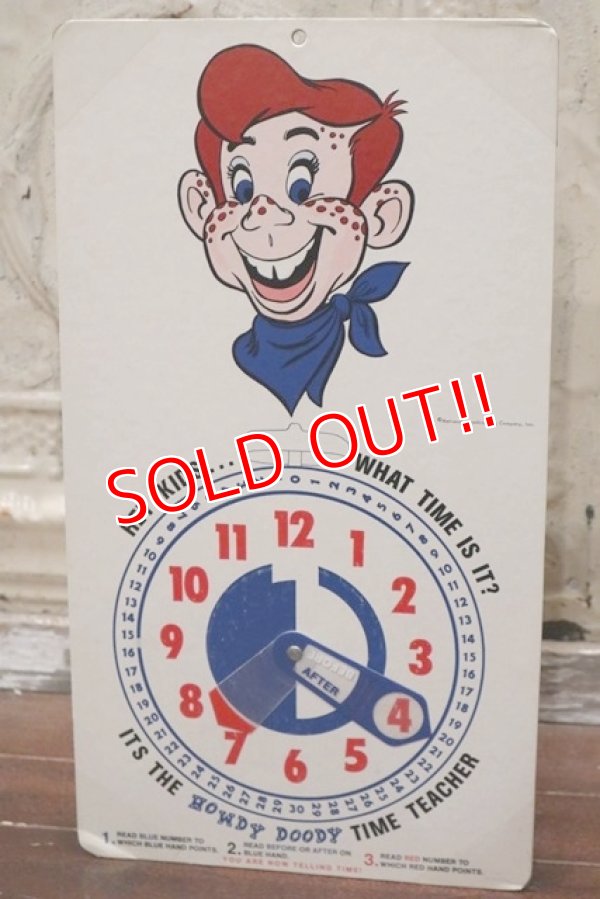 SOLD OUT!!
KIDS...
WHAT TIME IS IT?
12
1
2
3
4
5
6
7
8
9
10
11
BEFORE
AFTER
ITS THE HOWDY DOODY TIME TEACHER
1. READ BLUE NUMBER TO
WHICH BLUE HAND POINTS.
2. READ BEFORE OR AFTER ON
BLUE HAND.
3. READ RED NUMBER TO
WHICH RED HAND POINTS.
YOU ARE NOW TELLING TIME!